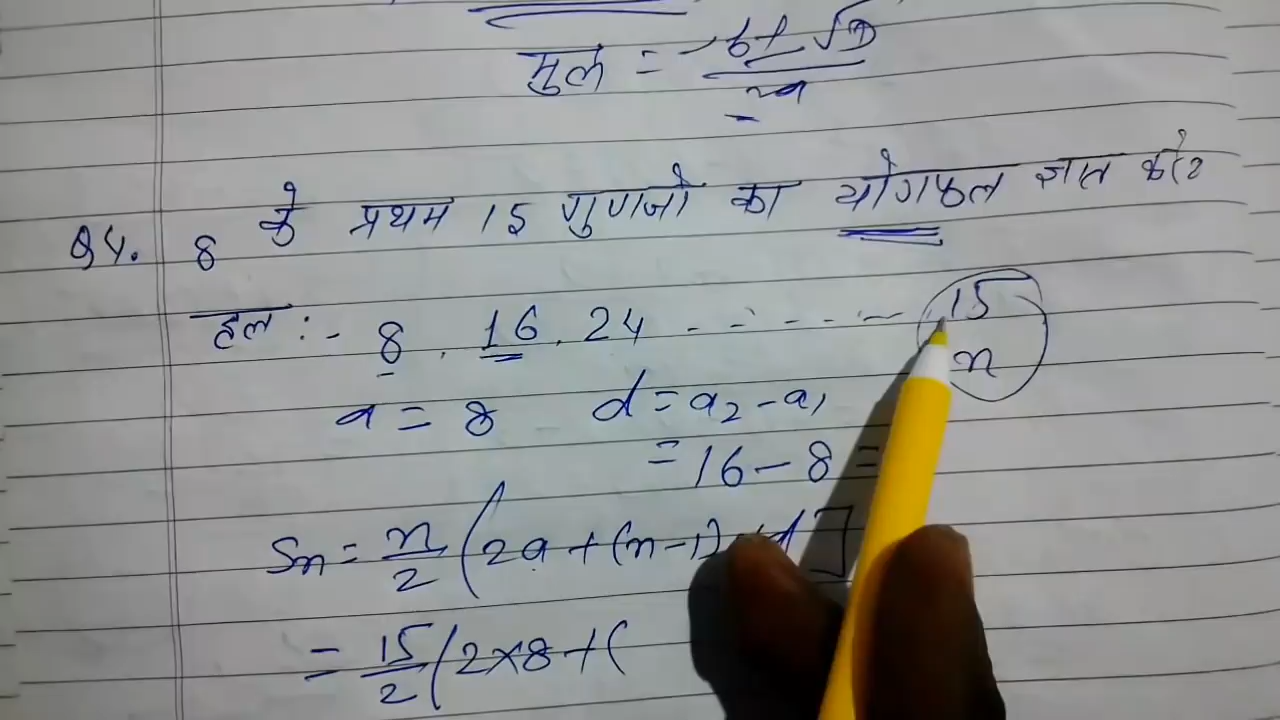 मुल = -b ± √D / 2a
Q4. 8 के प्रथम 15 गुणजो का योगफल ज्ञात करे
हल :- 8, 16, 24 ------ 15
n
a = 8 d = a₂ - a₁
= 16 - 8 =
Sn = n/2 (2a + (n-1) d]
= 15/2 (2×8+(